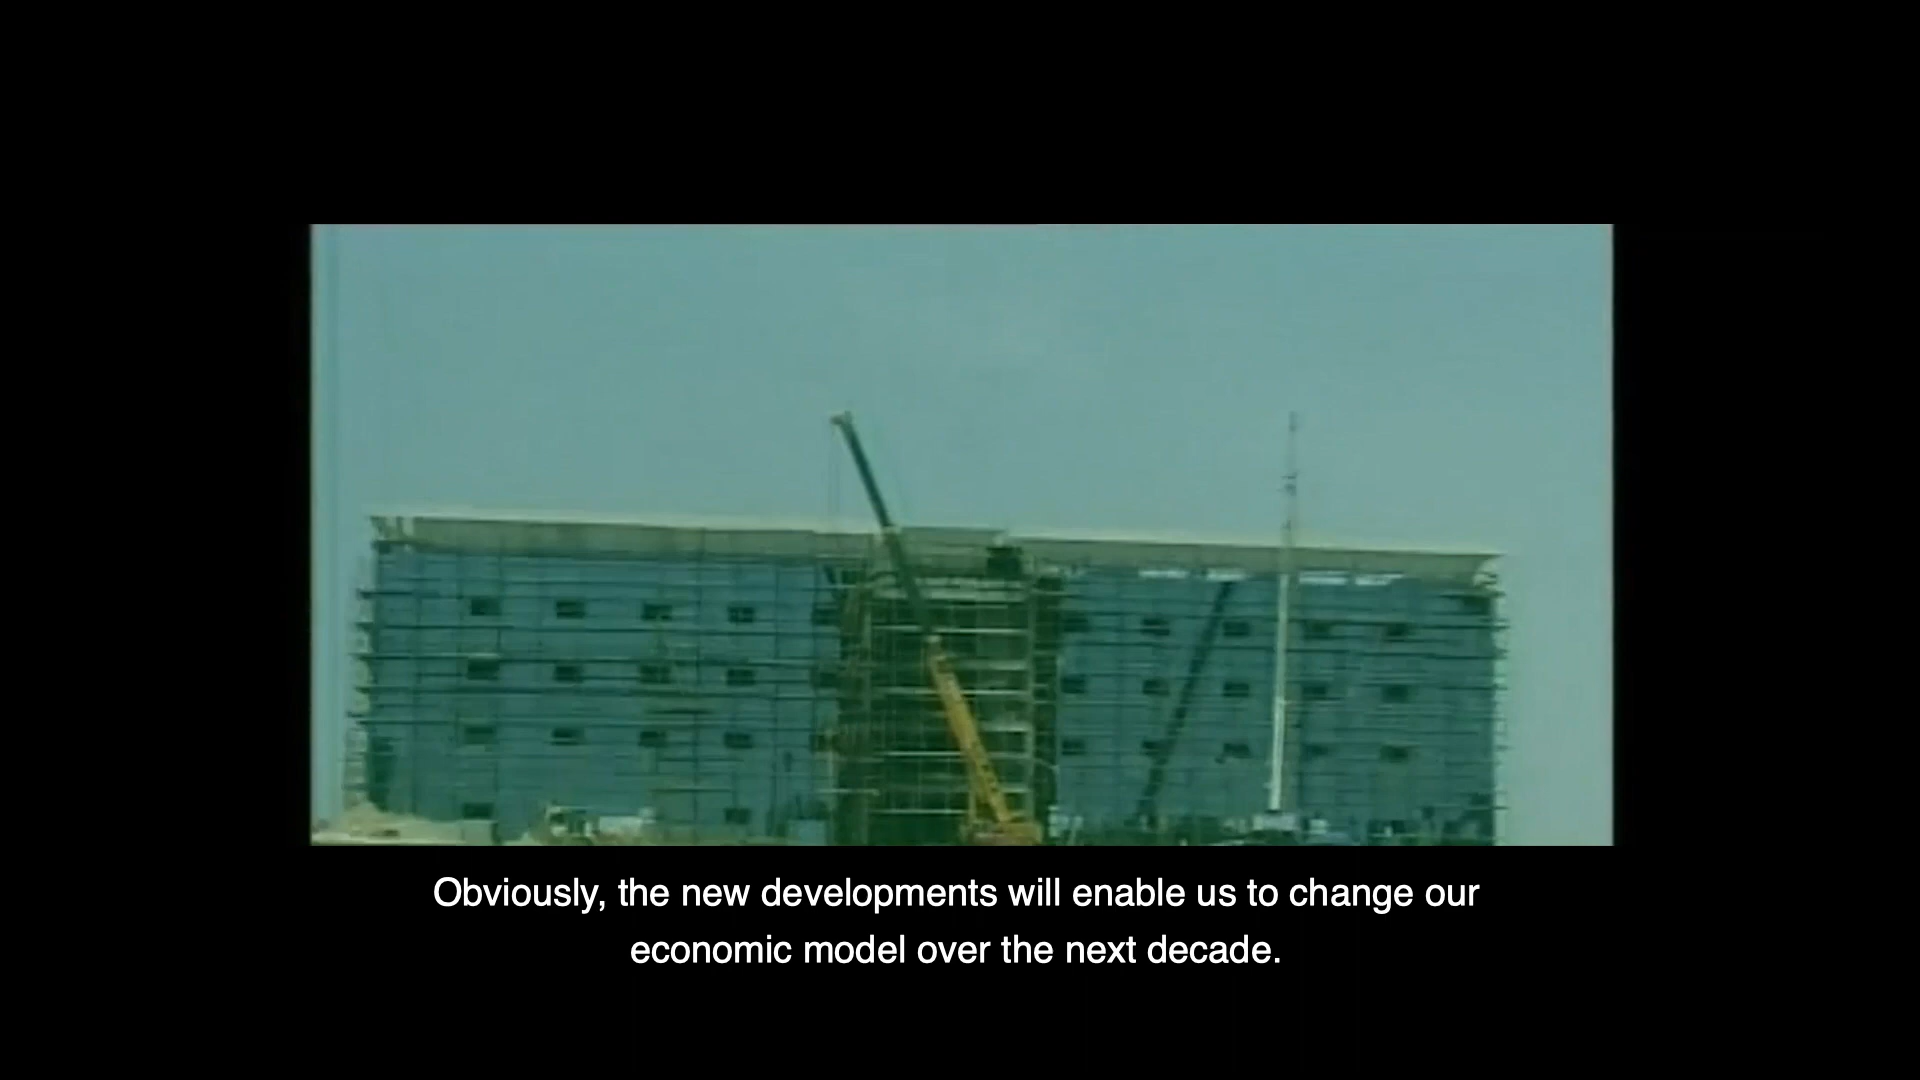 Obviously, the new developments will enable us to change our
economic model over the next decade.